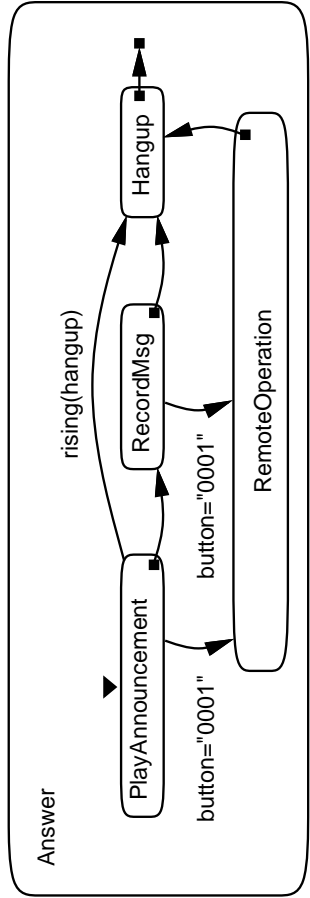 Answer
rising(hangup)
PlayAnnouncement
RecordMsg
Hangup
button="0001"
button="0001"
RemoteOperation